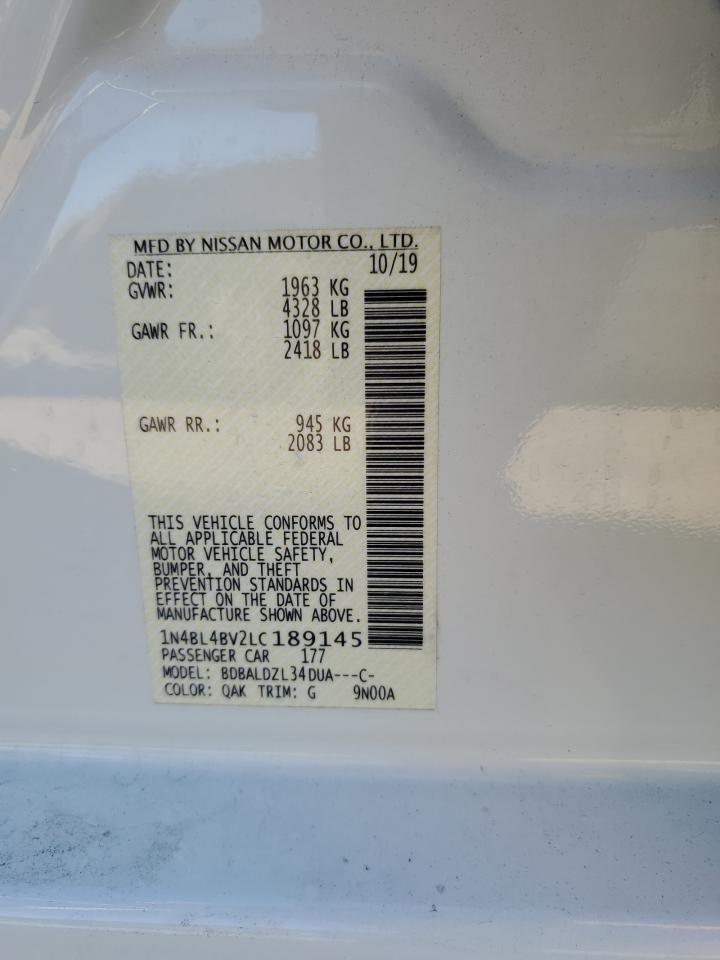 MFD BY NISSAN MOTOR CO., LTD.
DATE: 10/19
GVWR: 1963 KG
4328 LB
GAWR FR.: 1097 KG
2418 LB
GAWR RR.: 945 KG
2083 LB
THIS VEHICLE CONFORMS TO
ALL APPLICABLE FEDERAL
MOTOR VEHICLE SAFETY,
BUMPER, AND THEFT
PREVENTION STANDARDS IN
EFFECT ON THE DATE OF
MANUFACTURE SHOWN ABOVE.
1N4BL4BV2LC189145
PASSENGER CAR 177
MODEL: BDBALDZL34DUA---C-
COLOR: QAK TRIM: G 9N00A